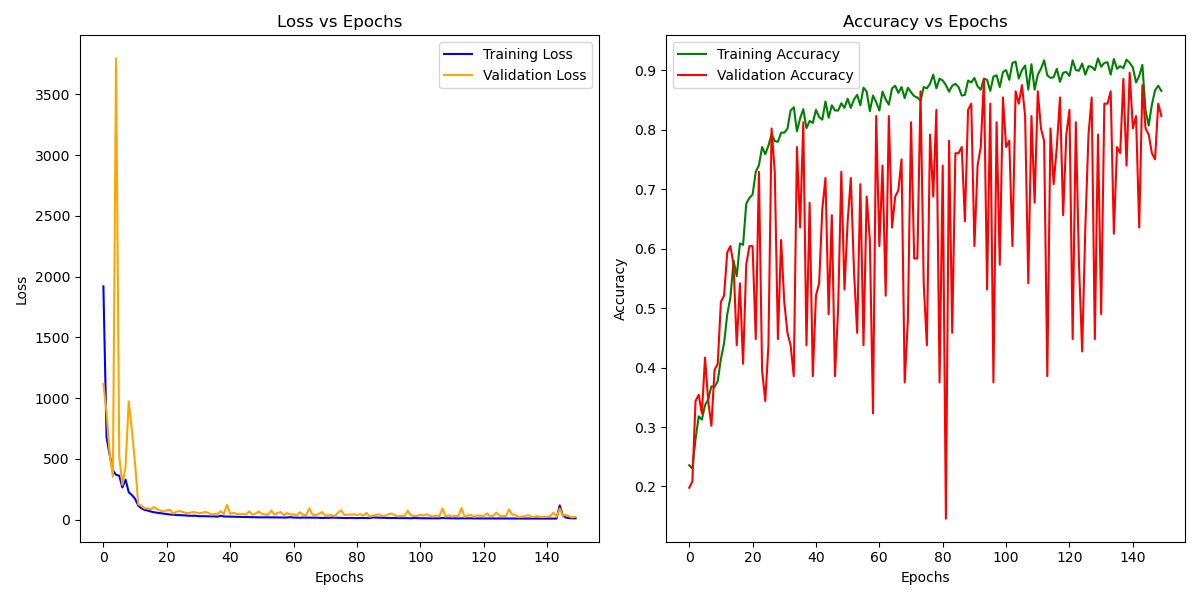 Loss vs Epochs
Training Loss
Validation Loss
3500
3000
2500
2000
1500
1000
500
0
Loss
0 20 40 60 80 100 120 140
Epochs
Accuracy vs Epochs
Training Accuracy
Validation Accuracy
0.9
0.8
0.7
0.6
0.5
0.4
0.3
0.2
Accuracy
0 20 40 60 80 100 120 140
Epochs